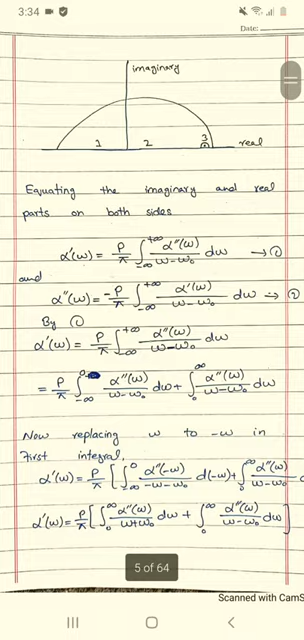 3:34
Date:
imaginary
1 2 3 real
Equating the imaginary and real
parts on both sides
α'(ω) = P/π ∫_{-∞}^{+∞} α''(ω)/(ω-ω₀) dω → ①
and
α''(ω) = -P/π ∫_{-∞}^{+∞} α'(ω)/(ω-ω₀) dω → ②
By ①
α'(ω) = P/π ∫_{-∞}^{+∞} α''(ω)/(ω-ω₀) dω
= P/π ∫_{-∞}^{0} α''(ω)/(ω-ω₀) dω + ∫_{0}^{∞} α''(ω)/(ω-ω₀) dω
Now replacing ω to -ω in
First integral,
α'(ω) = P/π [ ∫_{-∞}^{0} α''(-ω)/(-ω-ω₀) d(-ω) + ∫_{0}^{∞} α''(ω)/(ω-ω₀)
α'(ω) = P/π [ ∫_{0}^{∞} α''(ω)/(ω+ω₀) dω + ∫_{0}^{∞} α''(ω)/(ω-ω₀) dω ]
5 of 64
Scanned with CamS